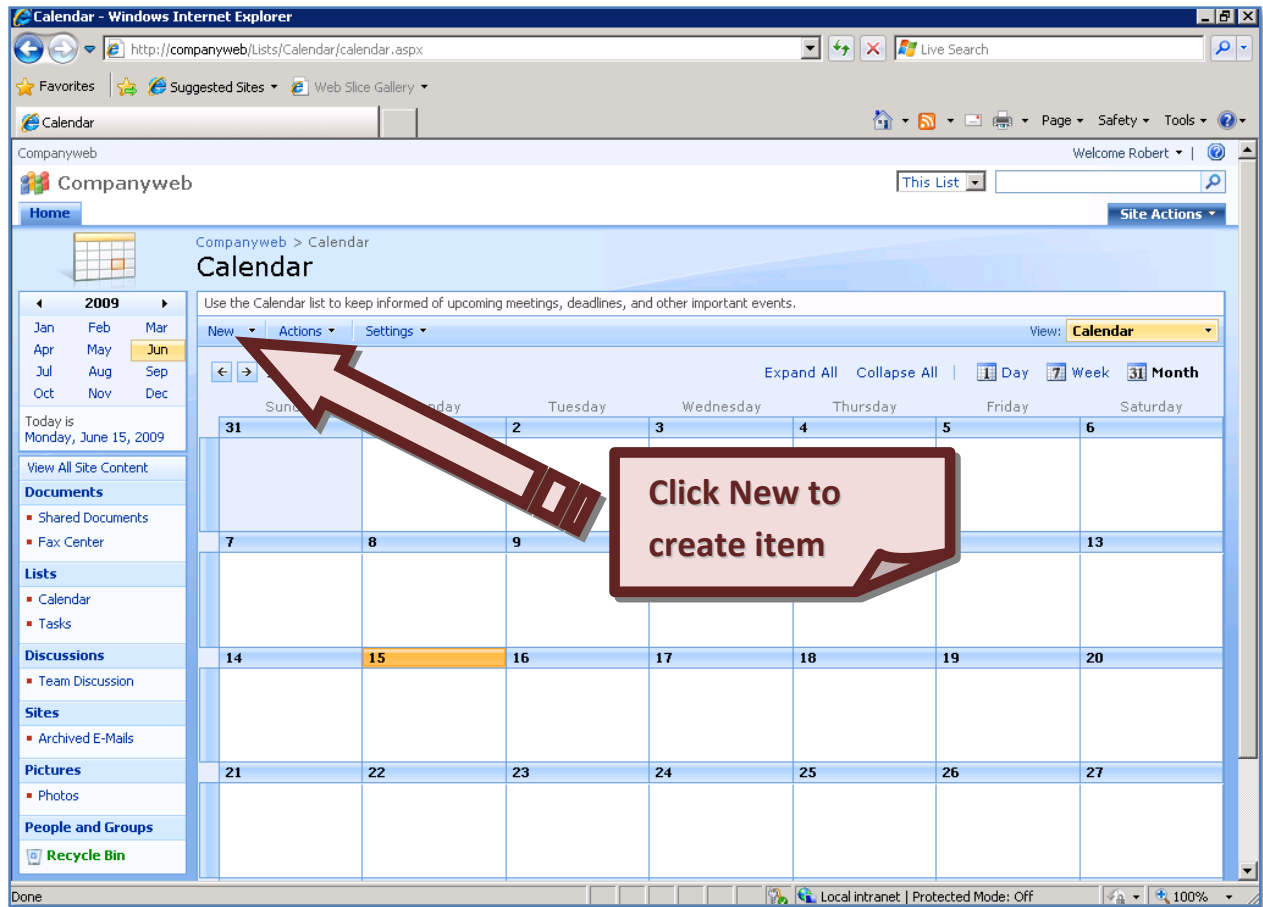 Calendar - Windows Internet Explorer
http://companyweb/Lists/Calendar/calendar.aspx
Live Search
Favorites Suggested Sites Web Slice Gallery
Calendar
Page Safety Tools
Companyweb
Welcome Robert |
Companyweb
This List
Home
Site Actions
Companyweb > Calendar
Calendar
2009
Jan Feb Mar
Apr May Jun
Jul Aug Sep
Oct Nov Dec
Today is
Monday, June 15, 2009
View All Site Content
Documents
Shared Documents
Fax Center
Lists
Calendar
Tasks
Discussions
Team Discussion
Sites
Archived E-Mails
Pictures
Photos
People and Groups
Recycle Bin
Use the Calendar list to keep informed of upcoming meetings, deadlines, and other important events.
New Actions Settings
View: Calendar
Expand All Collapse All | 1 Day 7 Week 31 Month
Tuesday Wednesday Thursday Friday Saturday
31 2 3 4 5 6
Click New to
create item
7 8 9 13
14 15 16 17 18 19 20
21 22 23 24 25 26 27
Done
Local intranet | Protected Mode: Off
100%